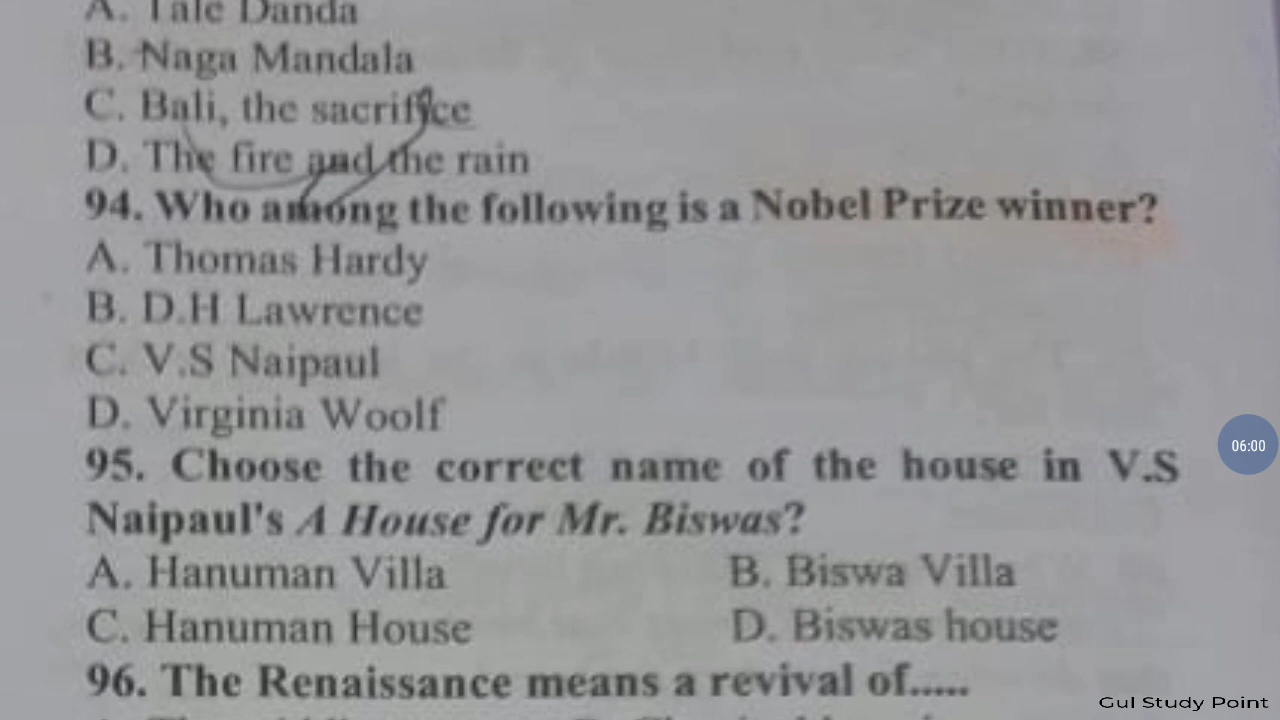 A. Tale Danda
B. Naga Mandala
C. Bali, the sacrifice
D. The fire and the rain
94. Who among the following is a Nobel Prize winner?
A. Thomas Hardy
B. D.H Lawrence
C. V.S Naipaul
D. Virginia Woolf
06:00
95. Choose the correct name of the house in V.S
Naipaul's A House for Mr. Biswas?
A. Hanuman Villa B. Biswa Villa
C. Hanuman House D. Biswas house
96. The Renaissance means a revival of.....
Gul Study Point